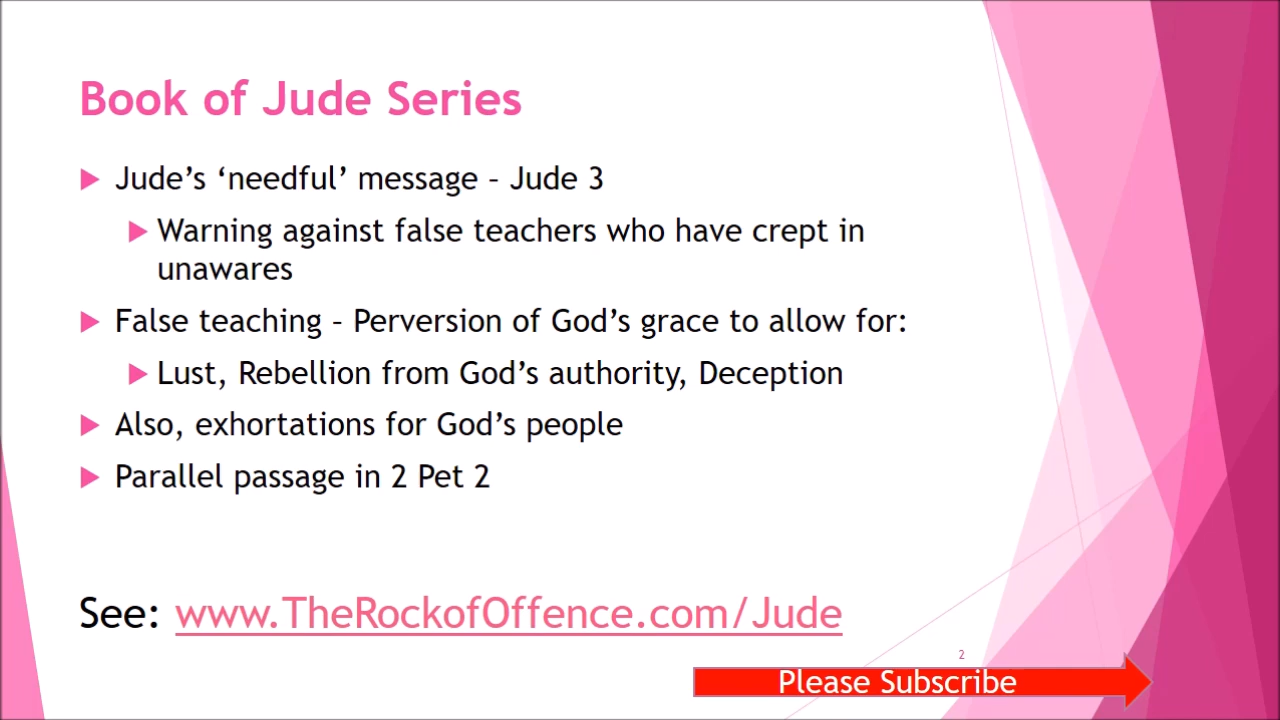 Book of Jude Series
Jude’s ‘needful’ message – Jude 3
Warning against false teachers who have crept in
unawares
False teaching – Perversion of God’s grace to allow for:
Lust, Rebellion from God’s authority, Deception
Also, exhortations for God’s people
Parallel passage in 2 Pet 2
See: www.TheRockofOffence.com/Jude
2
Please Subscribe